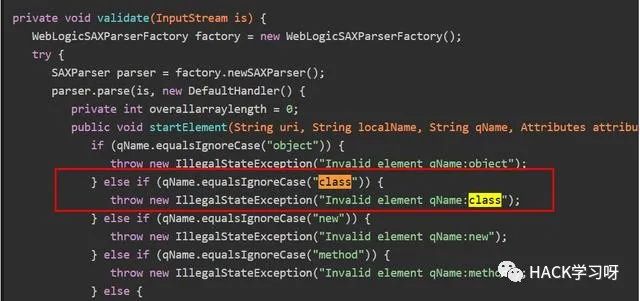 private void validate(InputStream is) {
WebLogicSAXParserFactory factory = new WebLogicSAXParserFactory();
try {
SAXParser parser = factory.newSAXParser();
parser.parse(is, new DefaultHandler() {
private int overallarraylength = 0;
public void startElement(String uri, String localName, String qName, Attributes attribut
if (qName.equalsIgnoreCase("object")) {
throw new IllegalStateException("Invalid element qName:object");
} else if (qName.equalsIgnoreCase("class")) {
throw new IllegalStateException("Invalid element qName:class");
} else if (qName.equalsIgnoreCase("new")) {
throw new IllegalStateException("Invalid element qName:new");
} else if (qName.equalsIgnoreCase("method")) {
throw new IllegalStateException("Invalid element qName:meth
} else {
HACK学习呀